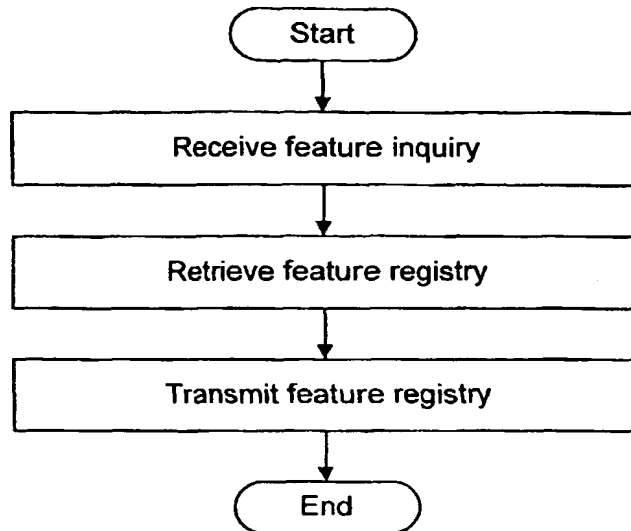 Start
Receive feature inquiry
Retrieve feature registry
Transmit feature registry
End